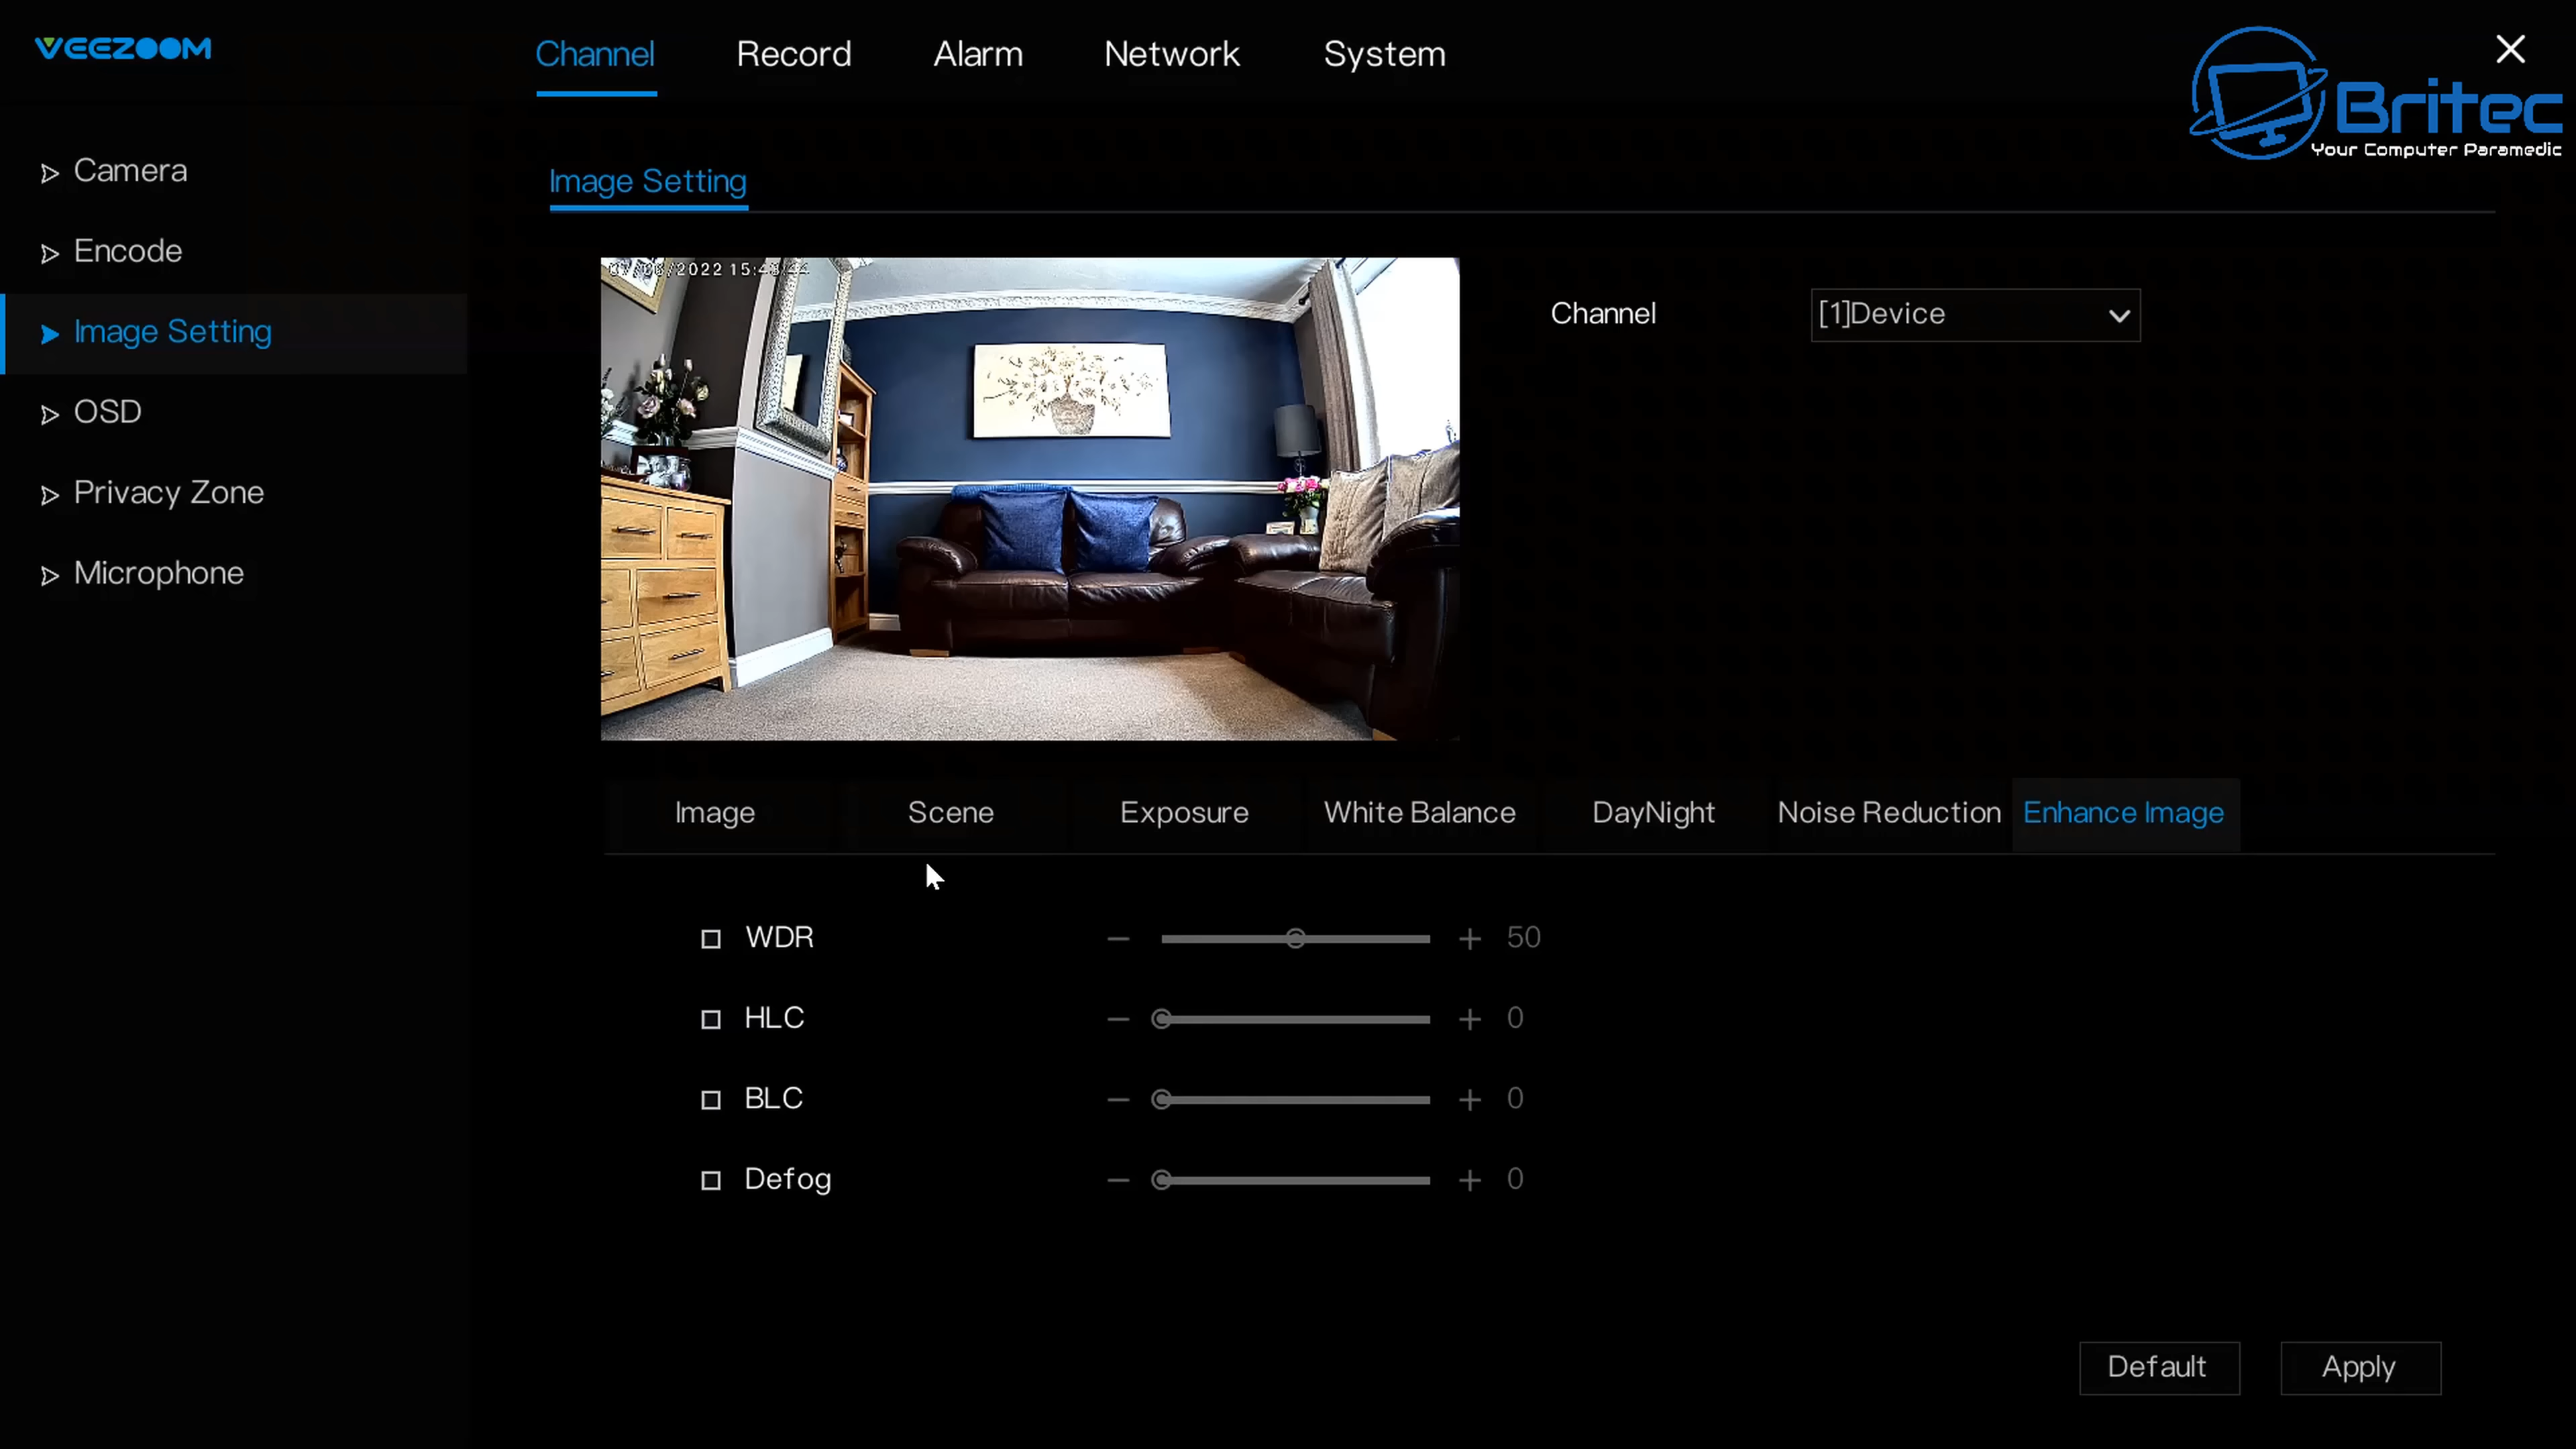 VEEZOOM
Channel Record Alarm Network System
Britec
Your Computer Paramedic
Camera
Encode
Image Setting
OSD
Privacy Zone
Microphone
Image Setting
Channel [1]Device
Image Scene Exposure White Balance DayNight Noise Reduction Enhance Image
WDR 50
HLC 0
BLC 0
Defog 0
Default Apply